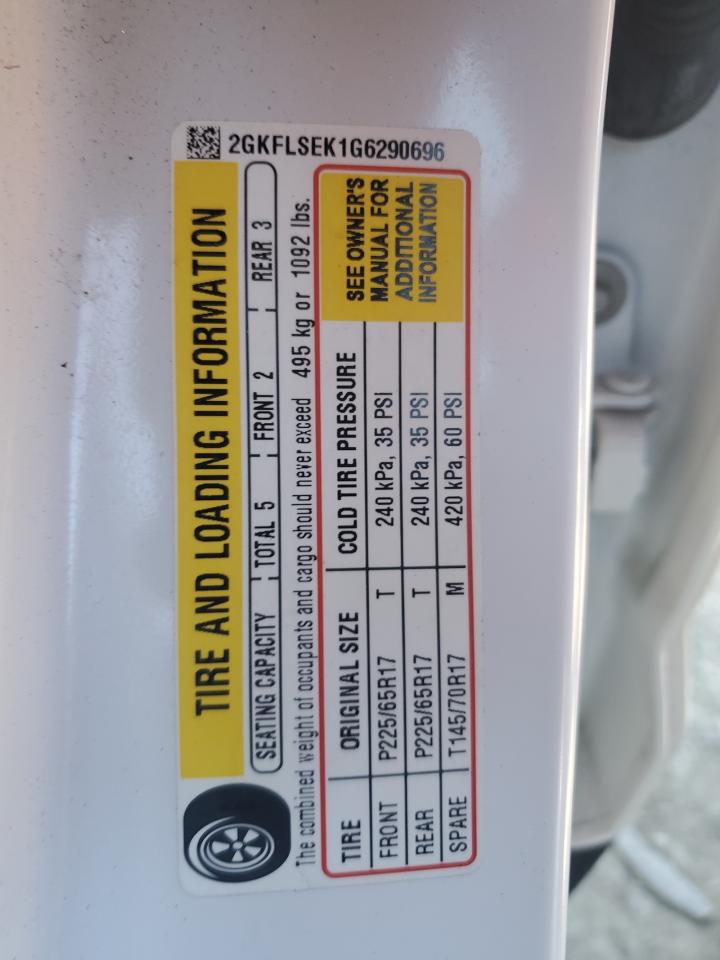 2GKFLSEK1G6290696
TIRE AND LOADING INFORMATION
SEATING CAPACITY TOTAL 5 FRONT 2 REAR 3
The combined weight of occupants and cargo should never exceed 495 kg or 1092 lbs.
TIRE ORIGINAL SIZE COLD TIRE PRESSURE
FRONT P225/65R17 T 240 kPa, 35 PSI
REAR P225/65R17 T 240 kPa, 35 PSI
SPARE T145/70R17 M 420 kPa, 60 PSI
SEE OWNER'S
MANUAL FOR
ADDITIONAL
INFORMATION